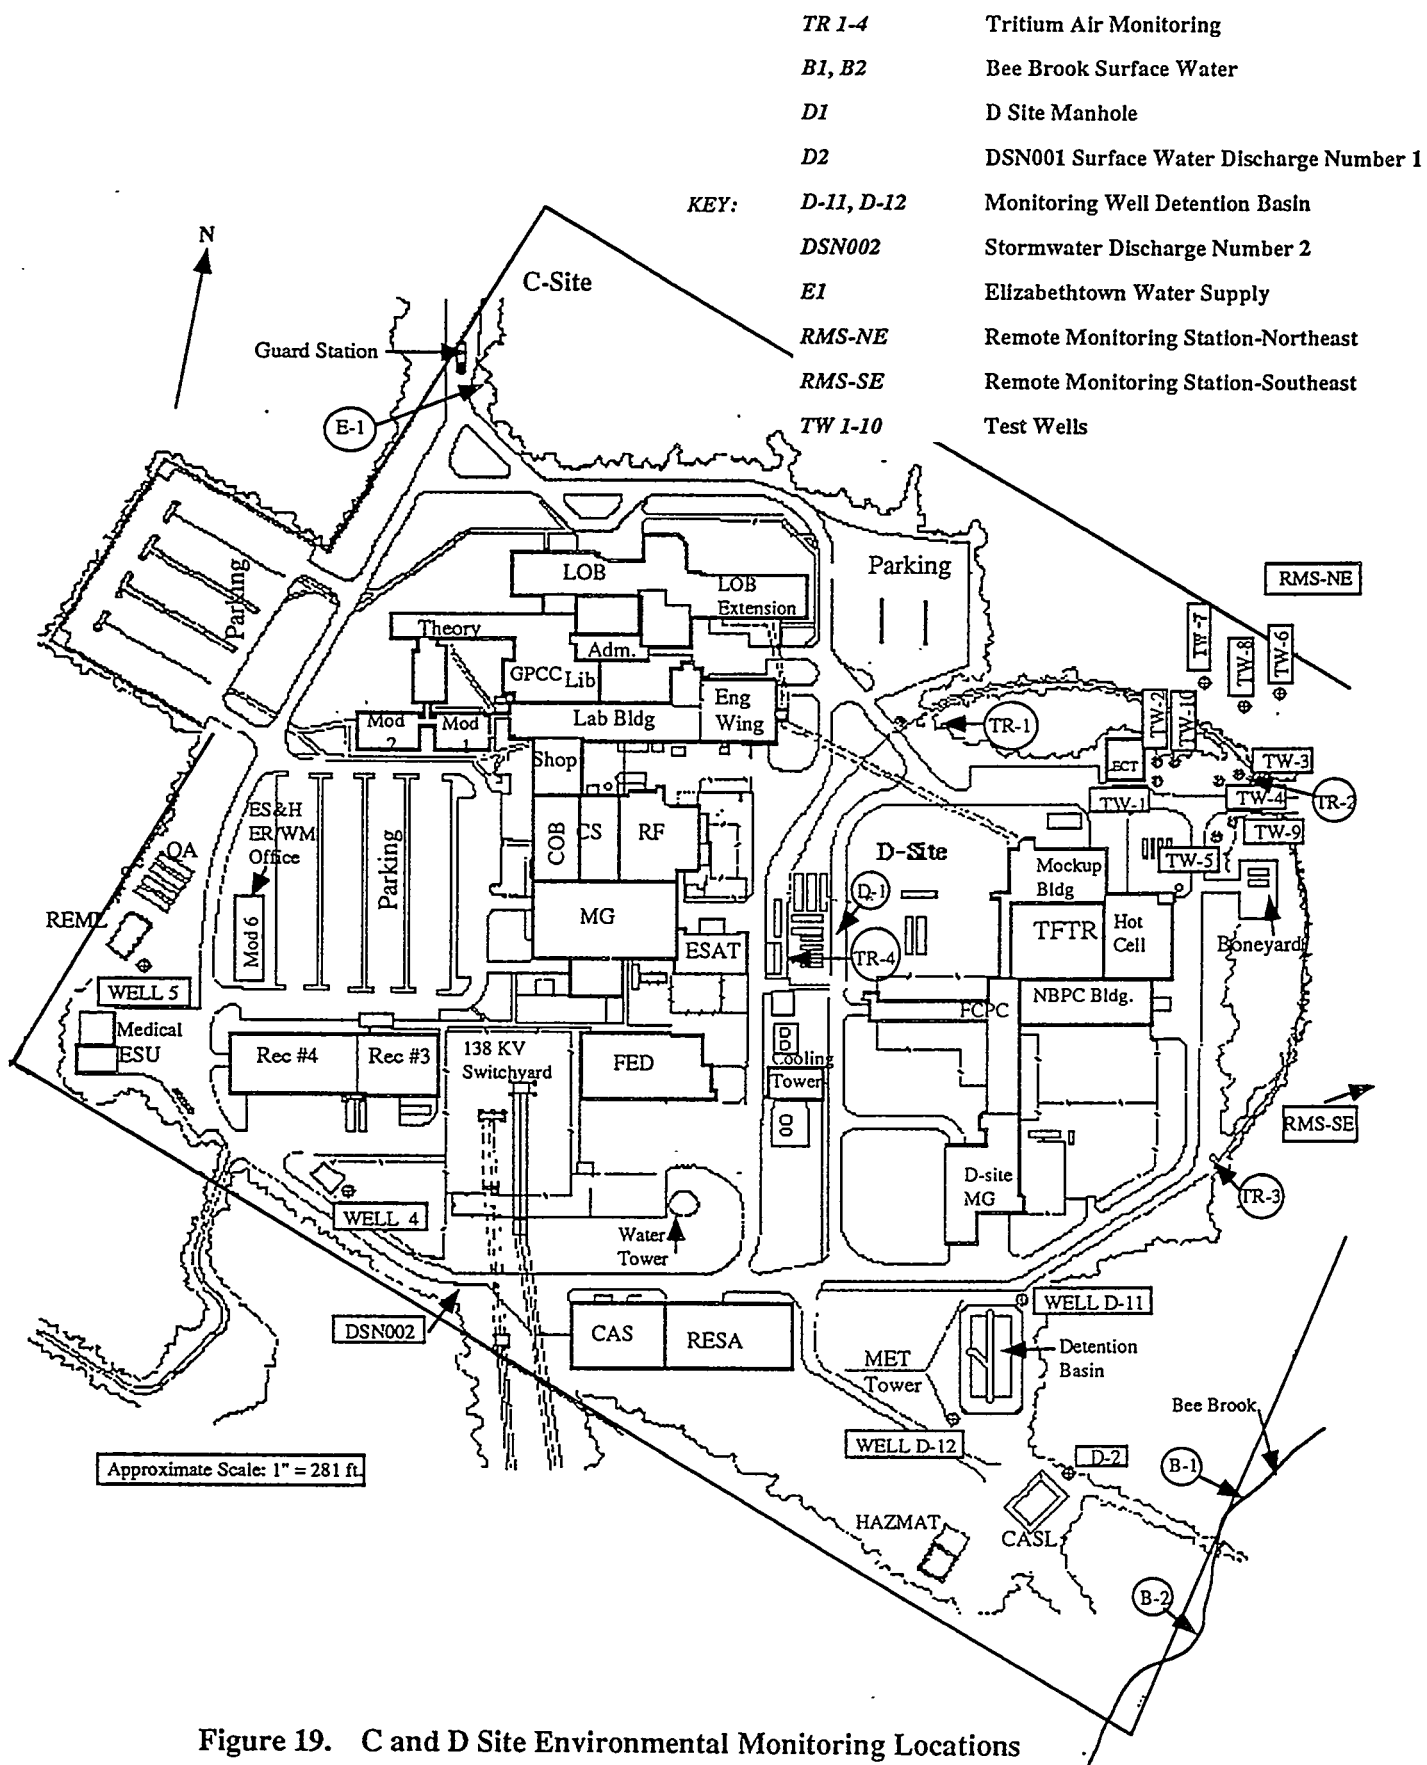 TR 1-4 Tritium Air Monitoring
B1, B2 Bee Brook Surface Water
D1 D Site Manhole
D2 DSN001 Surface Water Discharge Number 1
KEY: D-11, D-12 Monitoring Well Detention Basin
DSN002 Stormwater Discharge Number 2
E1 Elizabethtown Water Supply
RMS-NE Remote Monitoring Station-Northeast
RMS-SE Remote Monitoring Station-Southeast
TW 1-10 Test Wells
N
C-Site
Guard Station
E-1
Parking
LOB
LOB
Extension
Parking
RMS-NE
TW-7
TW-8
TW-6
Theory
Adm.
GPCC
Lib
Eng
Wing
Lab Bldg
Mod
2
Mod
1
TR-1
TW-2
TW-10
ECT
TW-3
TR-2
TW-1
TW-4
TW-9
TW-5
Shop
COB
CS
RF
ES&H
ER/WM
Office
Parking
QA
REML
Mod 6
D-Site
D-1
Mockup
Bldg
MG
ESAT
TR-4
TFTR
Hot
Cell
Boneyard
WELL 5
Medical
ESU
Rec #4
Rec #3
138 KV
Switchyard
FED
Cooling
Tower
FCPC
NBPC Bldg.
RMS-SE
D-site
MG
TR-3
WELL 4
Water
Tower
DSN002
CAS
RESA
WELL D-11
MET
Tower
Detention
Basin
Bee Brook
WELL D-12
D-2
B-1
Approximate Scale: 1" = 281 ft.
HAZMAT
CASL
B-2
Figure 19. C and D Site Environmental Monitoring Locations